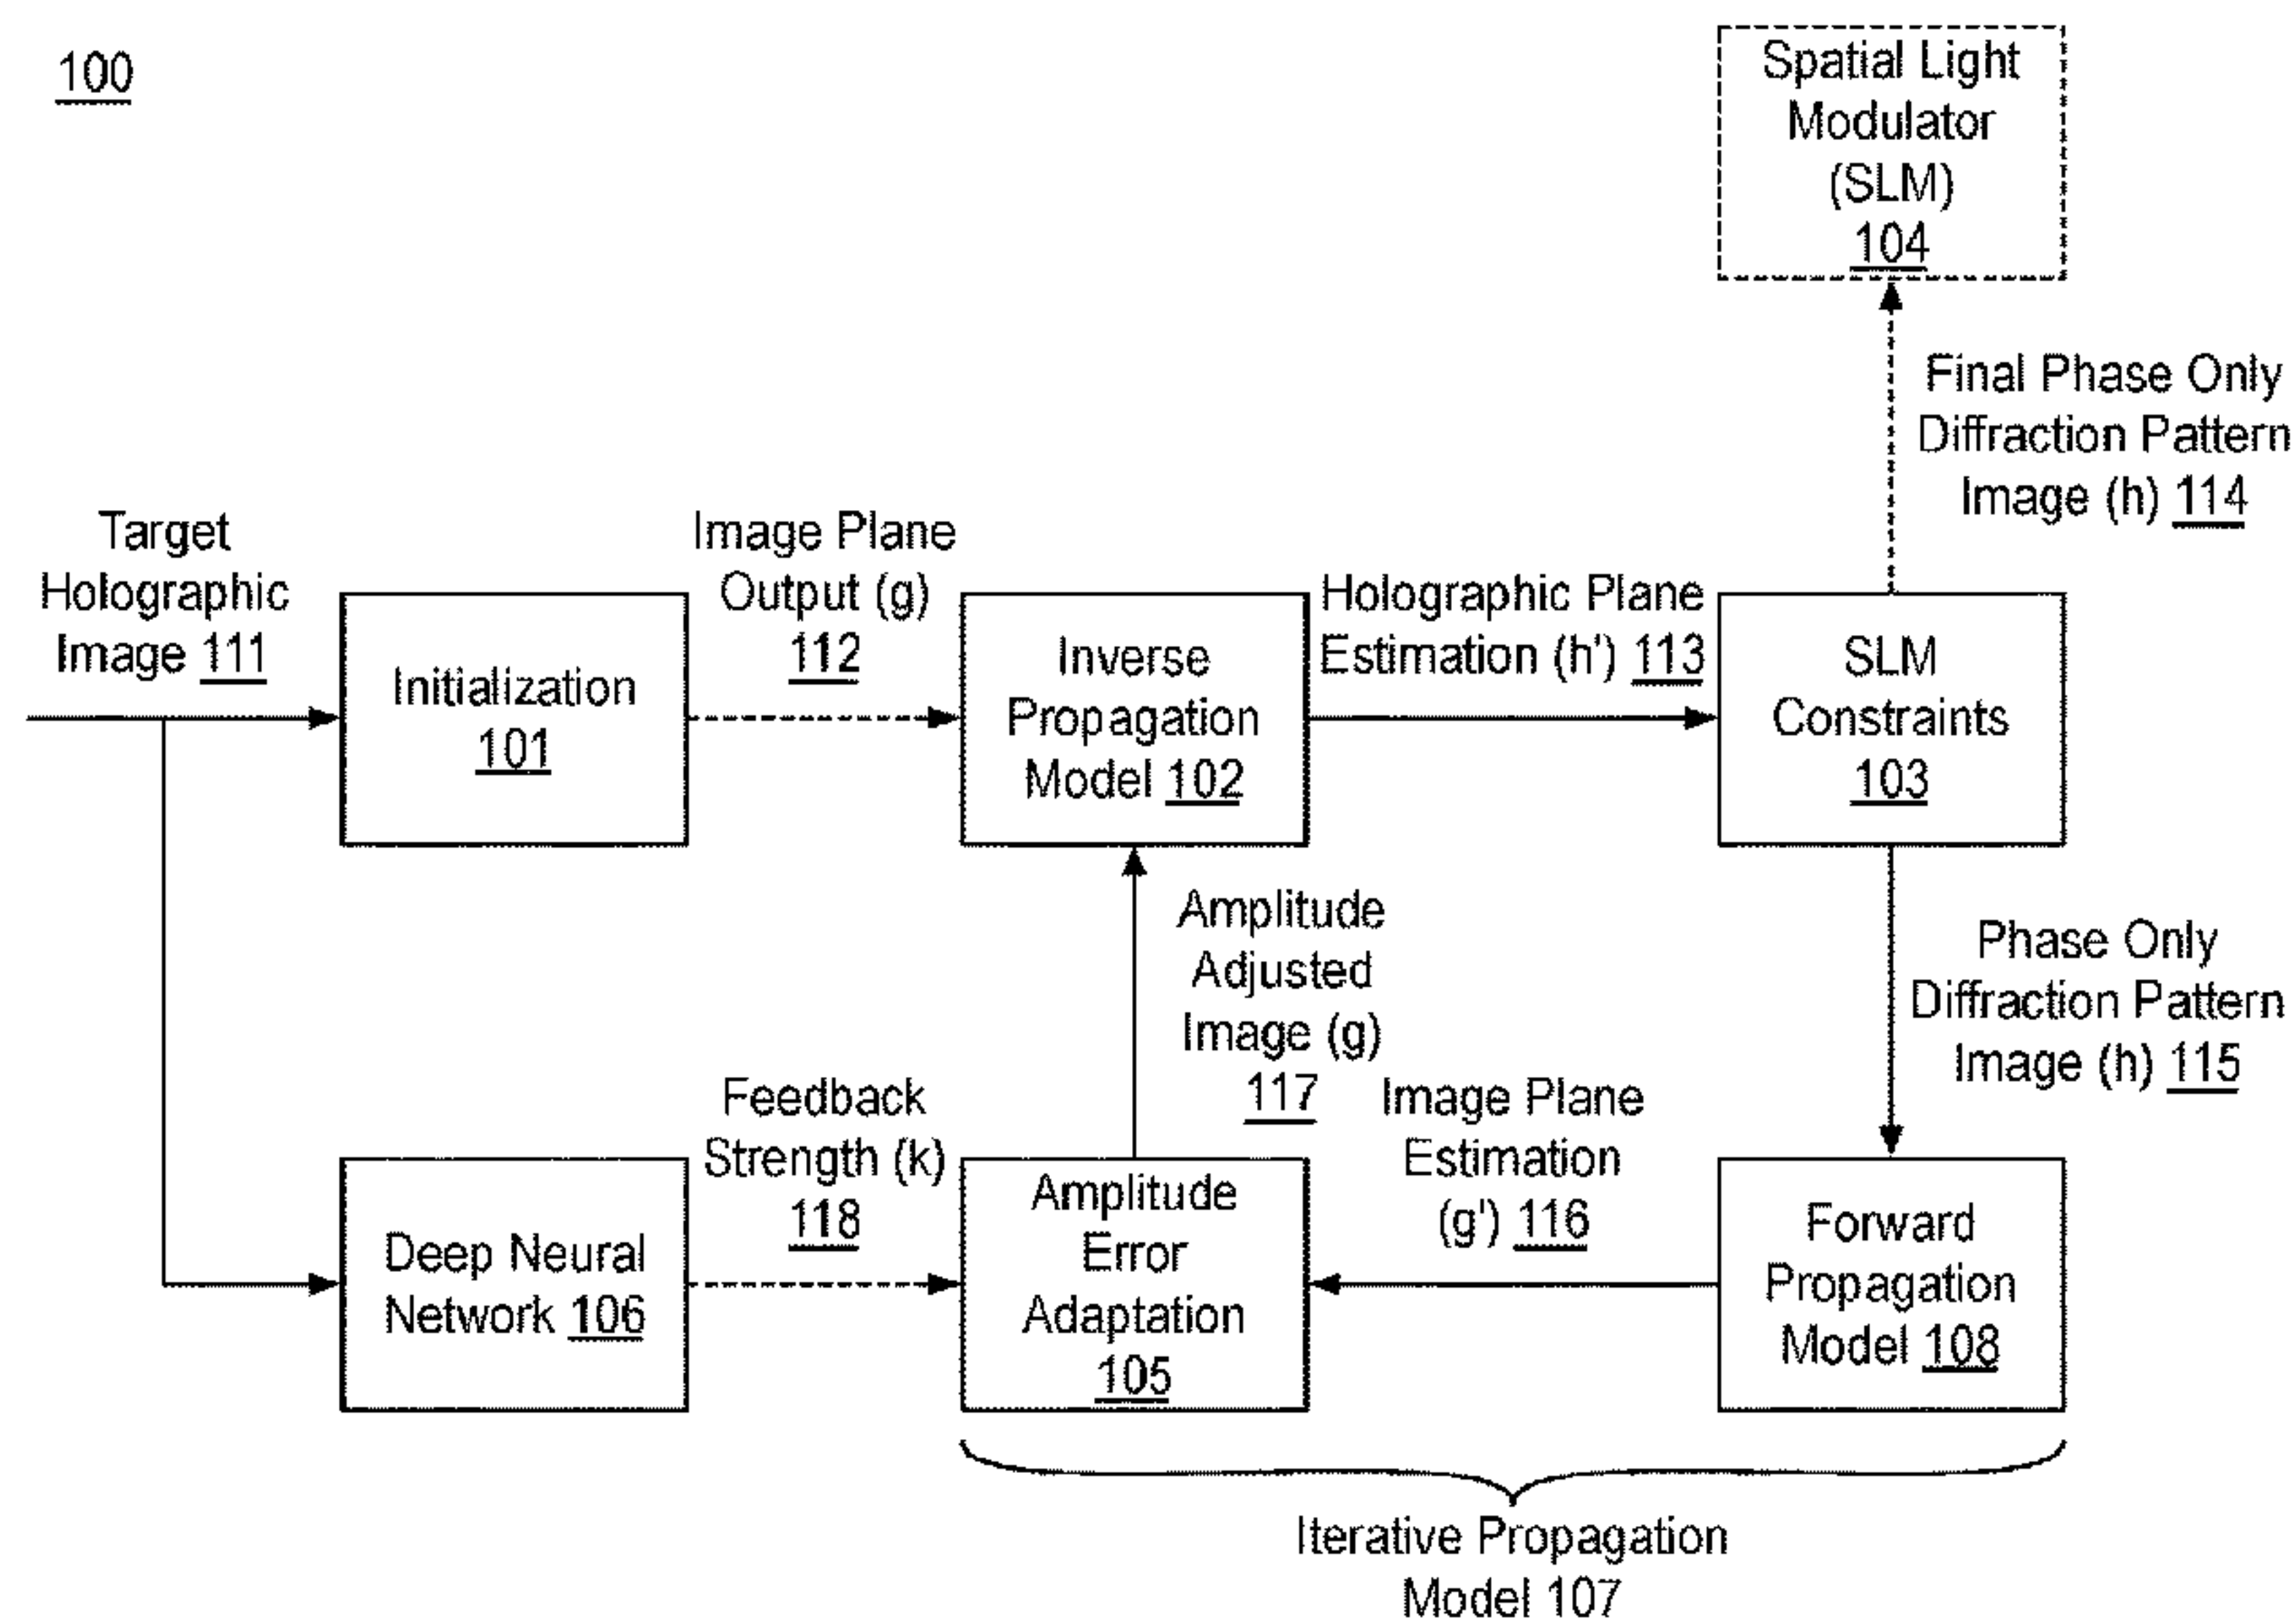 100
Spatial Light
Modulator
(SLM)
104
Final Phase Only
Diffraction Pattern
Image (h) 114
Target
Holographic
Image 111
Initialization
101
Image Plane
Output (g)
112
Inverse
Propagation
Model 102
Holographic Plane
Estimation (h') 113
SLM
Constraints
103
Amplitude
Adjusted
Image (g)
117
Phase Only
Diffraction Pattern
Image (h) 115
Deep Neural
Network 106
Feedback
Strength (k)
118
Amplitude
Error
Adaptation
105
Image Plane
Estimation
(g') 116
Forward
Propagation
Model 108
Iterative Propagation
Model 107